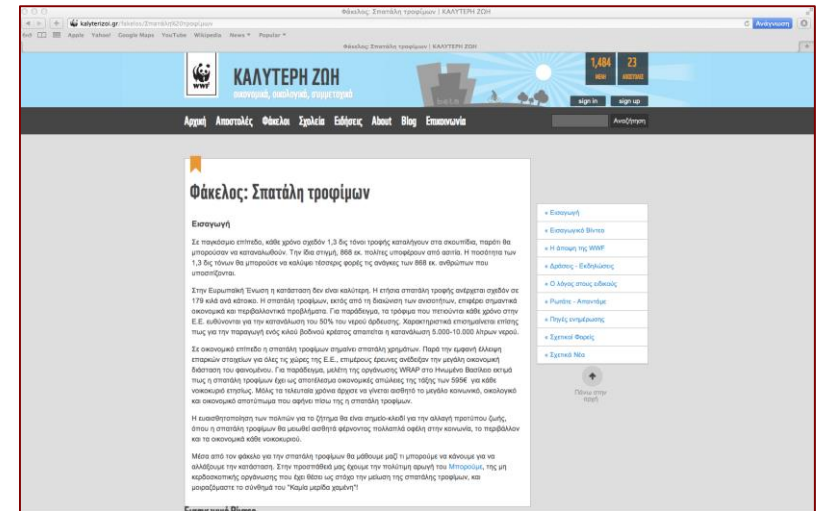 Φάκελος: Σπατάλη τροφίμων | ΚΑΛΥΤΕΡΗ ΖΩΗ
kalyterizoi.gr/fakelos/Σπατάλη%20τροφίμων
Ανάγνωση
Apple Yahoo! Google Maps YouTube Wikipedia News Popular
Φάκελος: Σπατάλη τροφίμων | ΚΑΛΥΤΕΡΗ ΖΩΗ
WWF
ΚΑΛΥΤΕΡΗ ΖΩΗ
οικονομικά, οικολογικά, συμμετοχικά
beta
1,484 ΜΕΛΗ
23 ΑΠΟΣΤΟΛΕΣ
sign in sign up
Αρχική Αποστολές Φάκελοι Σχολεία Ειδήσεις About Blog Επικοινωνία
Αναζήτηση
Φάκελος: Σπατάλη τροφίμων
Εισαγωγή
Σε παγκόσμιο επίπεδο, κάθε χρόνο σχεδόν 1,3 δις τόνοι τροφής καταλήγουν στα σκουπίδια, παρότι θα
μπορούσαν να καταναλωθούν. Την ίδια στιγμή, 868 εκ. πολίτες υποφέρουν από ασιτία. Η ποσότητα των
1,3 δις τόνων θα μπορούσε να καλύψει τέσσερις φορές τις ανάγκες των 868 εκ. ανθρώπων που
υποσιτίζονται.
Στην Ευρωπαϊκή Ένωση η κατάσταση δεν είναι καλύτερη. Η ετήσια σπατάλη τροφής ανέρχεται σχεδόν σε
179 κιλά ανά κάτοικο. Η σπατάλη τροφίμων, εκτός από τη διαιώνιση των ανισοτήτων, επιφέρει σημαντικά
οικονομικά και περιβαλλοντικά προβλήματα. Για παράδειγμα, τα τρόφιμα που πετιούνται κάθε χρόνο στην
Ε.Ε. ευθύνονται για την κατανάλωση του 50% του νερού άρδευσης. Χαρακτηριστικά επισημαίνεται επίσης
πως για την παραγωγή ενός κιλού βοδινού κρέατος απαιτείται η κατανάλωση 5.000-10.000 λίτρων νερού.
Σε οικονομικό επίπεδο η σπατάλη τροφίμων σημαίνει σπατάλη χρημάτων. Παρά την εμφανή έλλειψη
επαρκών στοιχείων για όλες τις χώρες της Ε.Ε., επιμέρους έρευνες ανέδειξαν την μεγάλη οικονομική
διάσταση του φαινομένου. Για παράδειγμα, μελέτη της οργάνωσης WRAP στο Ηνωμένο Βασίλειο εκτιμά
πως η σπατάλη τροφίμων έχει ως αποτέλεσμα οικονομικές απώλειες της τάξης των 595€ για κάθε
νοικοκυριό ετησίως. Μόλις τα τελευταία χρόνια άρχισε να γίνεται αισθητό το μεγάλο κοινωνικό, οικολογικό
και οικονομικό αποτύπωμα που αφήνει πίσω της η σπατάλη τροφίμων.
Η ευαισθητοποίηση των πολιτών για το ζήτημα θα είναι σημείο-κλειδί για την αλλαγή προτύπου ζωής,
όπου η σπατάλη τροφίμων θα μειωθεί αισθητά φέρνοντας πολλαπλά οφέλη στην κοινωνία, το περιβάλλον
και τα οικονομικά κάθε νοικοκυριού.
Μέσα από τον φάκελο για την σπατάλη τροφίμων θα μάθουμε μαζί τι μπορούμε να κάνουμε για να
αλλάξουμε την κατάσταση. Στην προσπάθειά μας έχουμε την πολύτιμη αρωγή του Μπορούμε, της μη
κερδοσκοπικής οργάνωσης που έχει θέσει ως στόχο την μείωση της σπατάλης τροφίμων, και
μοιραζόμαστε το σύνθημά του "Καμία μερίδα χαμένη"!
Εισαγωγικά Βίντεο
« Εισαγωγή
« Εισαγωγικά Βίντεο
« Η άποψη της WWF
« Δράσεις - Εκδηλώσεις
« Ο λόγος στους ειδικούς
« Ρωτάτε - Απαντάμε
« Πηγές ενημέρωσης
« Σχετικοί Φορείς
« Σχετικά Νέα
Πάνω στην
αρχή